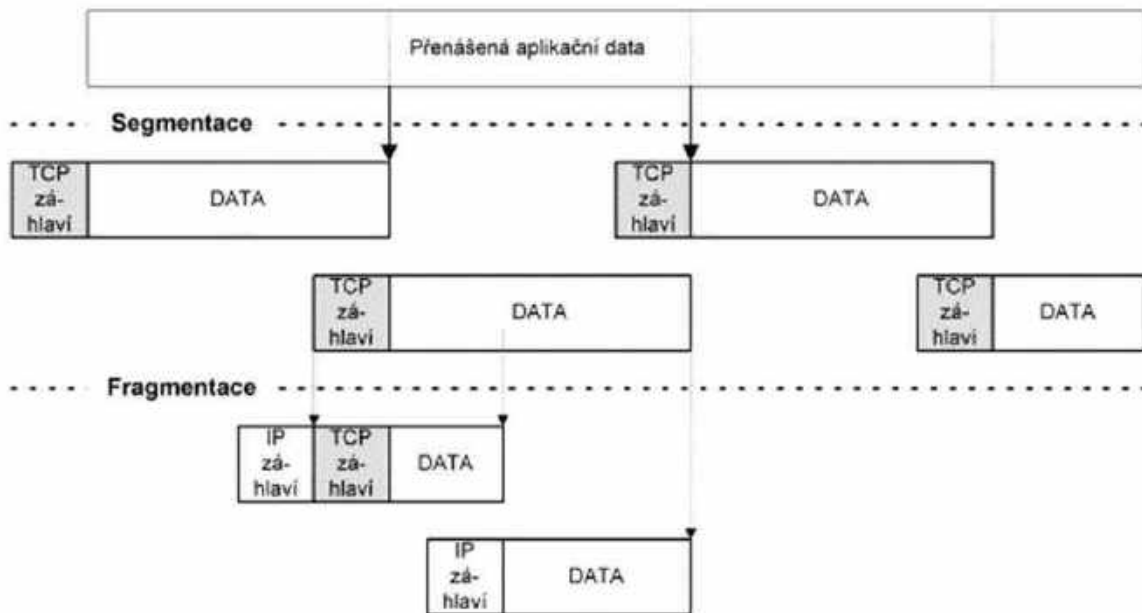 Přenášená aplikační data
Segmentace
TCP
zá-
hlaví
DATA
TCP
zá-
hlaví
DATA
TCP
zá-
hlaví
DATA
TCP
zá-
hlaví
DATA
Fragmentace
IP
zá-
hlaví
TCP
zá-
hlaví
DATA
IP
zá-
hlaví
DATA